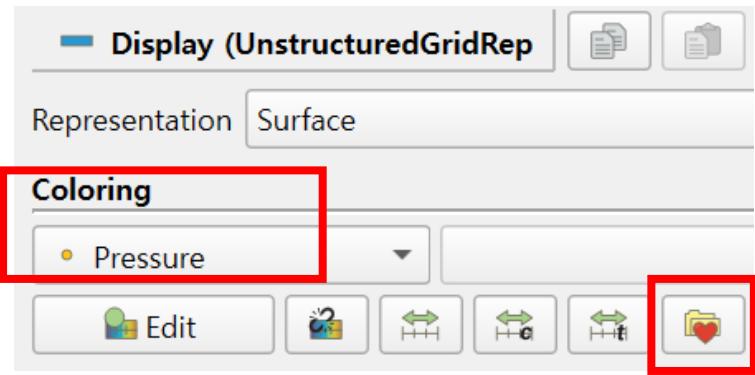 Display (UnstructuredGridRep
Representation Surface
Coloring
Pressure
Edit c t